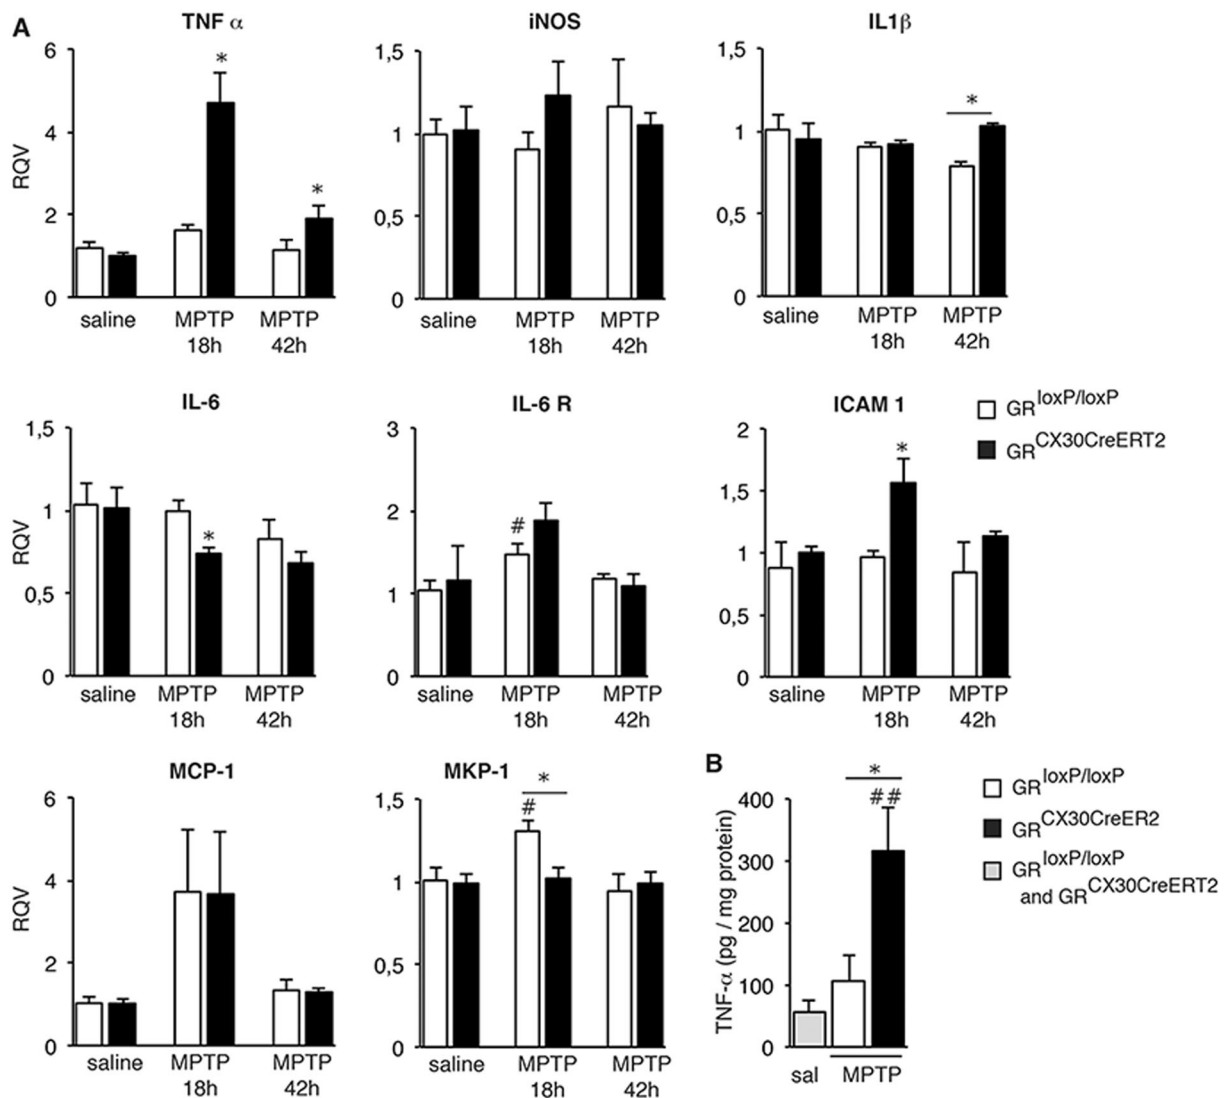 A
TNF α
6
4
2
0
RQV
*
*
saline
MPTP
18h
MPTP
42h
iNOS
1,5
1
0,5
0
saline
MPTP
18h
MPTP
42h
IL1β
1,5
1
0,5
0
*
saline
MPTP
18h
MPTP
42h
IL-6
1,5
1
0,5
0
RQV
*
saline
MPTP
18h
MPTP
42h
IL-6 R
3
2
1
0
#
saline
MPTP
18h
MPTP
42h
ICAM 1
2
1,5
1
0,5
0
*
saline
MPTP
18h
MPTP
42h
GR loxP/loxP
GR CX30CreERT2
MCP-1
6
4
2
0
RQV
saline
MPTP
18h
MPTP
42h
MKP-1
1,5
1
0,5
0
*
#
saline
MPTP
18h
MPTP
42h
B
400
300
200
100
0
TNF-α (pg / mg protein)
*
##
sal
MPTP
GR loxP/loxP
GR CX30CreER2
GR loxP/loxP
and GR CX30CreERT2